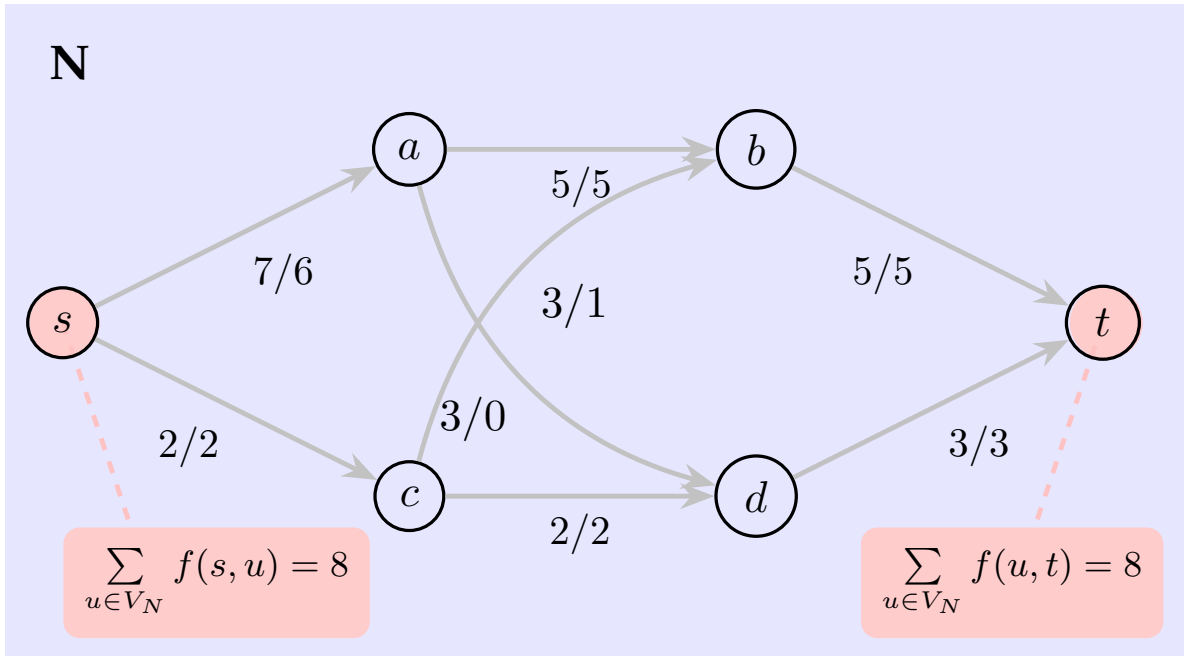 N
a
b
5/5
7/6
5/5
3/1
s
t
3/0
2/2
3/3
c
d
2/2
∑ f(s, u) = 8
u∈V_N
∑ f(u, t) = 8
u∈V_N